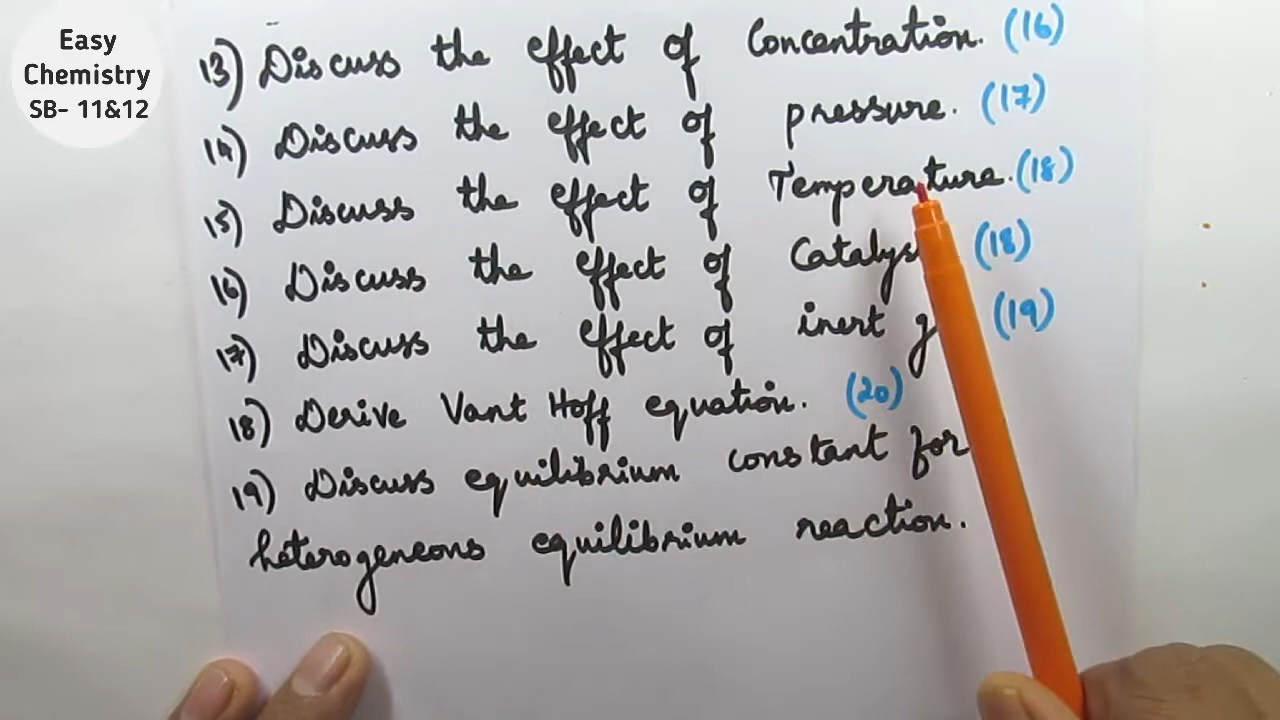 Easy
Chemistry
SB- 11&12
13) Discuss the effect of Concentration. (16)
14) Discuss the effect of pressure. (17)
15) Discuss the effect of Temperature. (18)
16) Discuss the effect of Catalyst (18)
17) Discuss the effect of inert (19)
18) Derive Vant Hoff equation. (20)
19) Discuss equilibrium constant for
heterogeneous equilibrium reaction.